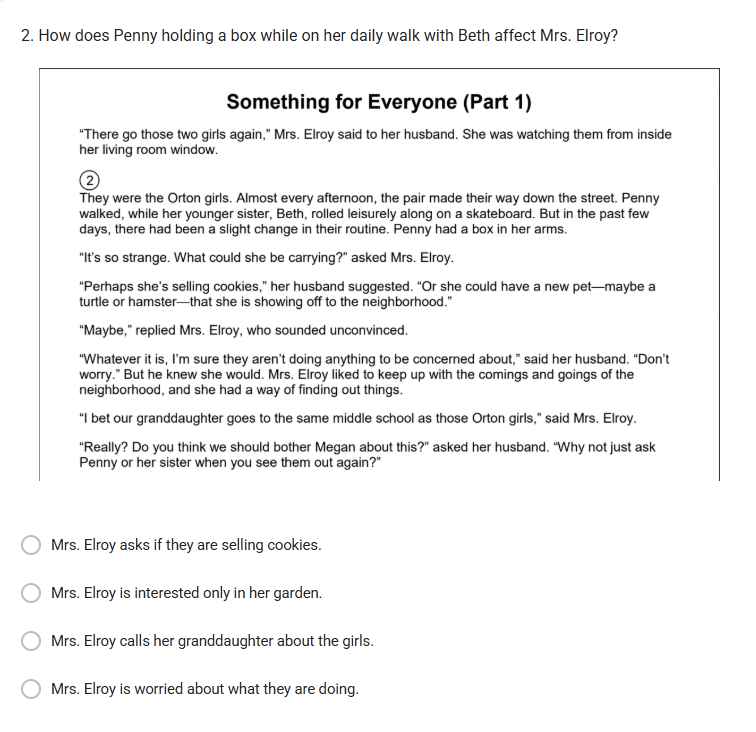 2. How does Penny holding a box while on her daily walk with Beth affect Mrs. Elroy?
Something for Everyone (Part 1)
“There go those two girls again,” Mrs. Elroy said to her husband. She was watching them from inside
her living room window.
②
They were the Orton girls. Almost every afternoon, the pair made their way down the street. Penny
walked, while her younger sister, Beth, rolled leisurely along on a skateboard. But in the past few
days, there had been a slight change in their routine. Penny had a box in her arms.
“It’s so strange. What could she be carrying?” asked Mrs. Elroy.
“Perhaps she’s selling cookies,” her husband suggested. “Or she could have a new pet—maybe a
turtle or hamster—that she is showing off to the neighborhood.”
“Maybe,” replied Mrs. Elroy, who sounded unconvinced.
“Whatever it is, I’m sure they aren’t doing anything to be concerned about,” said her husband. “Don’t
worry.” But he knew she would. Mrs. Elroy liked to keep up with the comings and goings of the
neighborhood, and she had a way of finding out things.
“I bet our granddaughter goes to the same middle school as those Orton girls,” said Mrs. Elroy.
“Really? Do you think we should bother Megan about this?” asked her husband. “Why not just ask
Penny or her sister when you see them out again?”
Mrs. Elroy asks if they are selling cookies.
Mrs. Elroy is interested only in her garden.
Mrs. Elroy calls her granddaughter about the girls.
Mrs. Elroy is worried about what they are doing.